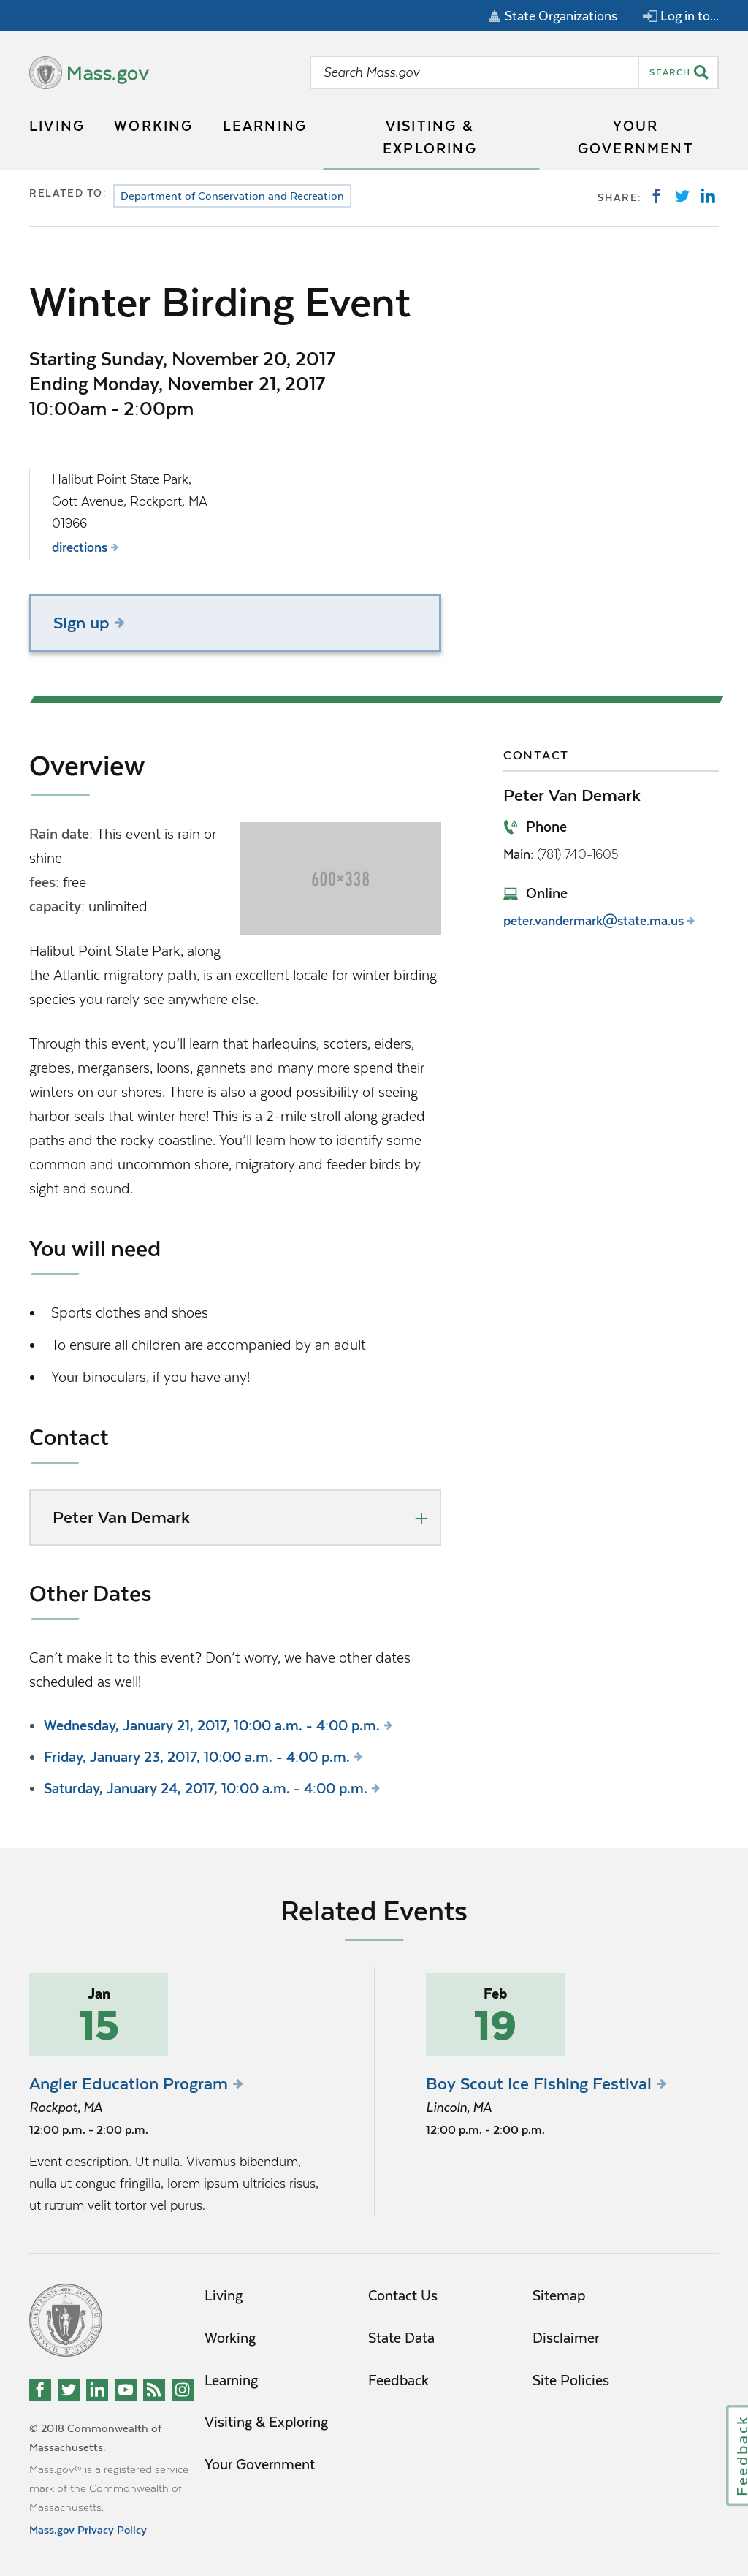 State Organizations
Log in to...
Mass.gov
Search Mass.gov
SEARCH
LIVING
WORKING
LEARNING
VISITING &
EXPLORING
YOUR
GOVERNMENT
RELATED TO:
Department of Conservation and Recreation
SHARE:
Winter Birding Event
Starting Sunday, November 20, 2017
Ending Monday, November 21, 2017
10:00am - 2:00pm
Halibut Point State Park,
Gott Avenue, Rockport, MA
01966
directions
Sign up
Overview
Rain date: This event is rain or
shine
fees: free
capacity: unlimited
600×338
Halibut Point State Park, along
the Atlantic migratory path, is an excellent locale for winter birding
species you rarely see anywhere else.
Through this event, you'll learn that harlequins, scoters, eiders,
grebes, mergansers, loons, gannets and many more spend their
winters on our shores. There is also a good possibility of seeing
harbor seals that winter here! This is a 2-mile stroll along graded
paths and the rocky coastline. You'll learn how to identify some
common and uncommon shore, migratory and feeder birds by
sight and sound.
You will need
• Sports clothes and shoes
• To ensure all children are accompanied by an adult
• Your binoculars, if you have any!
Contact
Peter Van Demark
Other Dates
Can't make it to this event? Don't worry, we have other dates
scheduled as well!
• Wednesday, January 21, 2017, 10:00 a.m. - 4:00 p.m.
• Friday, January 23, 2017, 10:00 a.m. - 4:00 p.m.
• Saturday, January 24, 2017, 10:00 a.m. - 4:00 p.m.
CONTACT
Peter Van Demark
Phone
Main: (781) 740-1605
Online
peter.vandermark@state.ma.us
Related Events
Jan
15
Angler Education Program
Rockpot, MA
12:00 p.m. - 2:00 p.m.
Event description. Ut nulla. Vivamus bibendum,
nulla ut congue fringilla, lorem ipsum ultricies risus,
ut rutrum velit tortor vel purus.
Feb
19
Boy Scout Ice Fishing Festival
Lincoln, MA
12:00 p.m. - 2:00 p.m.
© 2018 Commonwealth of
Massachusetts.
Mass.gov® is a registered service
mark of the Commonwealth of
Massachusetts.
Mass.gov Privacy Policy
Living
Working
Learning
Visiting & Exploring
Your Government
Contact Us
State Data
Feedback
Sitemap
Disclaimer
Site Policies
Feedback